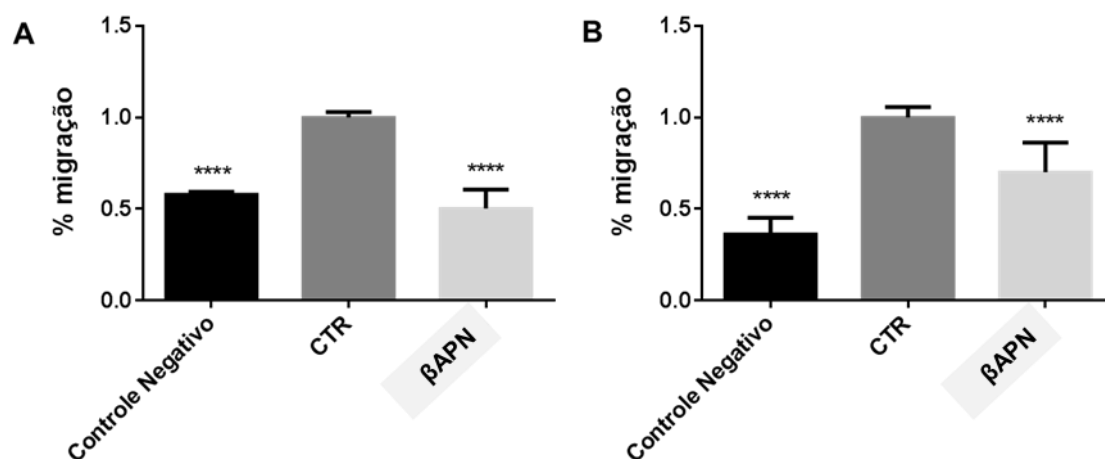 A
% migração
1.5
1.0
0.5
0.0
****
****
Controle Negativo
CTR
βAPN
B
% migração
1.5
1.0
0.5
0.0
****
****
Controle Negativo
CTR
βAPN